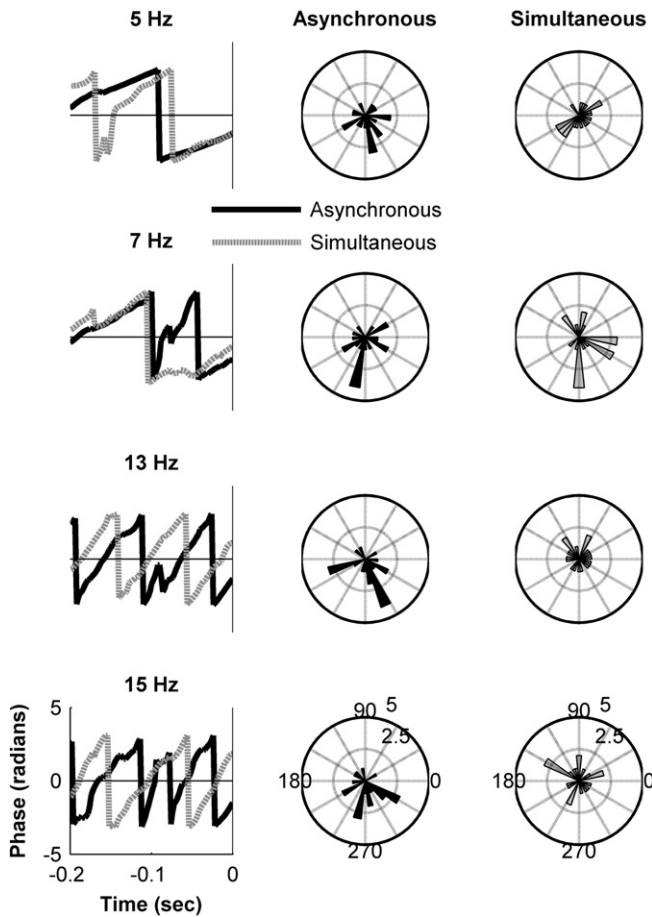 5 Hz Asynchronous Simultaneous
Asynchronous
Simultaneous
7 Hz
13 Hz
15 Hz
Phase (radians)
5
0
-5
-0.2 -0.1 0
Time (sec)
90 5
2.5
180 0
270
90 5
2.5
180 0
270